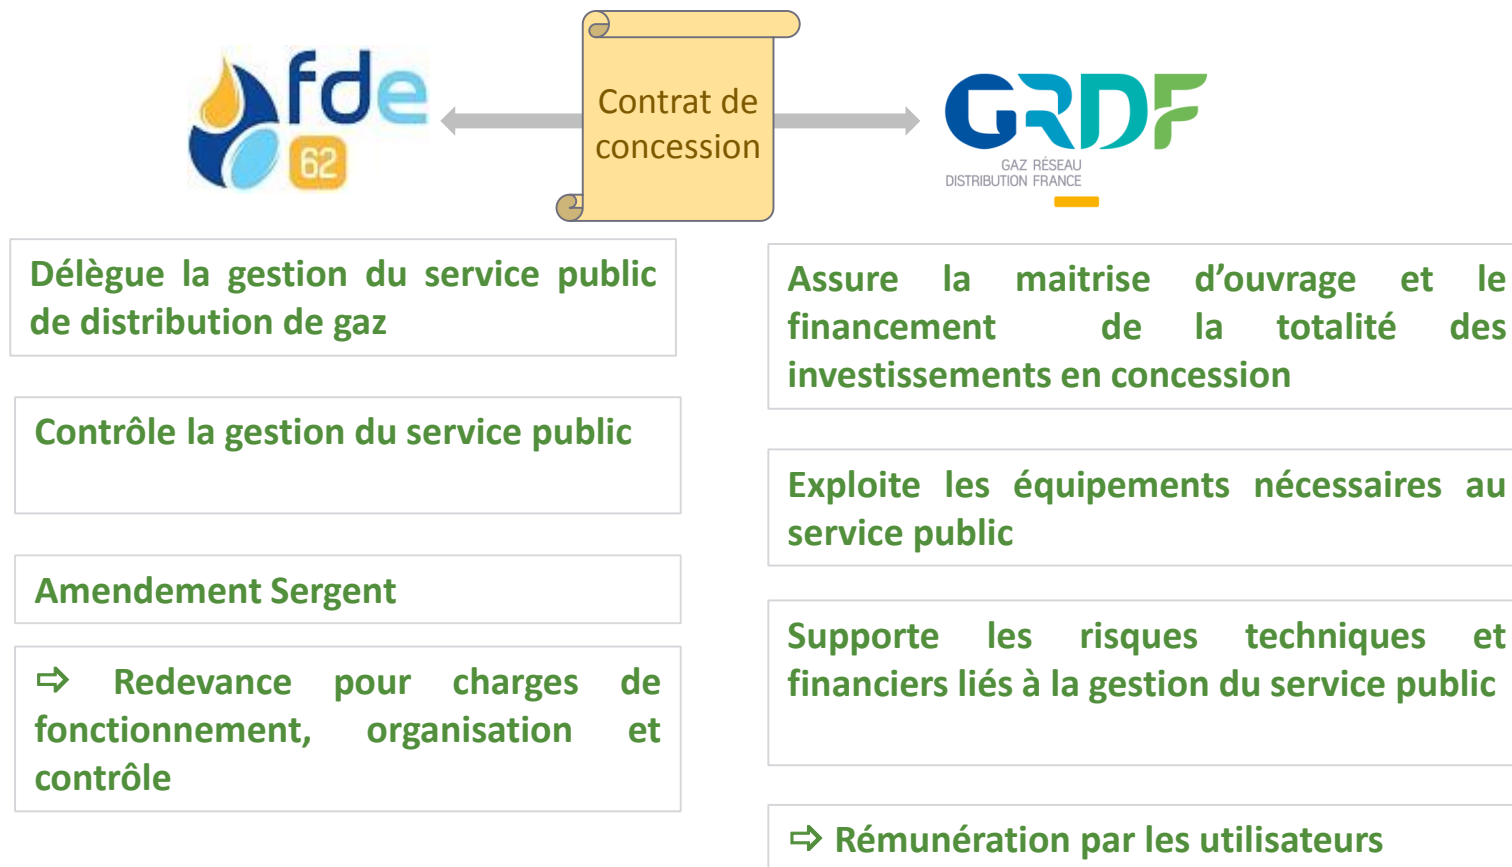 fde
62
Contrat de
concession
GRDF
GAZ RÉSEAU
DISTRIBUTION FRANCE
Délègue la gestion du service public
de distribution de gaz
Contrôle la gestion du service public
Amendement Sergent
⇨ Redevance pour charges de
fonctionnement, organisation et
contrôle
Assure la maitrise d’ouvrage et le
financement de la totalité des
investissements en concession
Exploite les équipements nécessaires au
service public
Supporte les risques techniques et
financiers liés à la gestion du service public
⇨ Rémunération par les utilisateurs